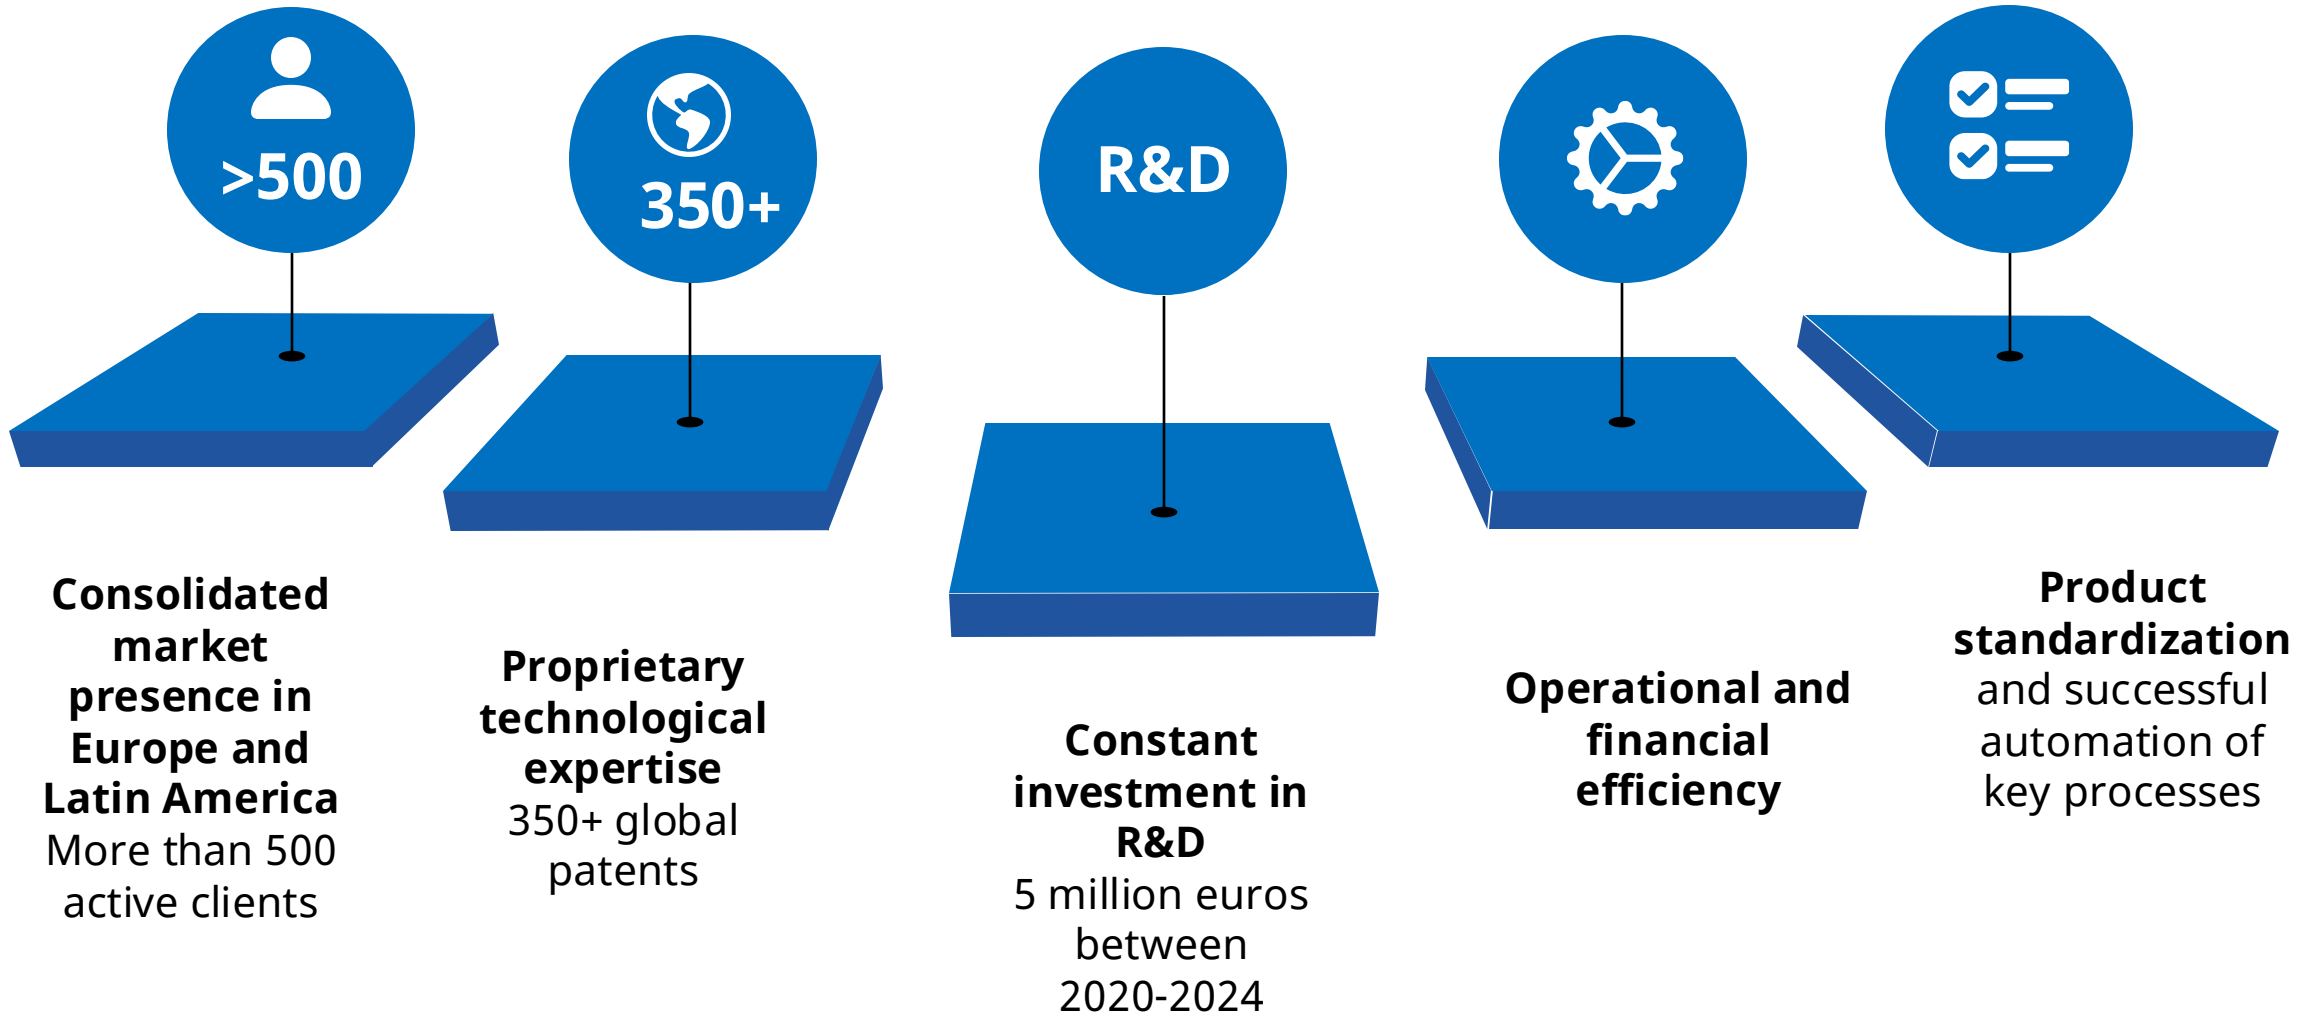 >500
350+
R&D
Consolidated
market
presence in
Europe and
Latin America
More than 500
active clients
Proprietary
technological
expertise
350+ global
patents
Constant
investment in
R&D
5 million euros
between
2020-2024
Operational and
financial
efficiency
Product
standardization
and successful
automation of
key processes